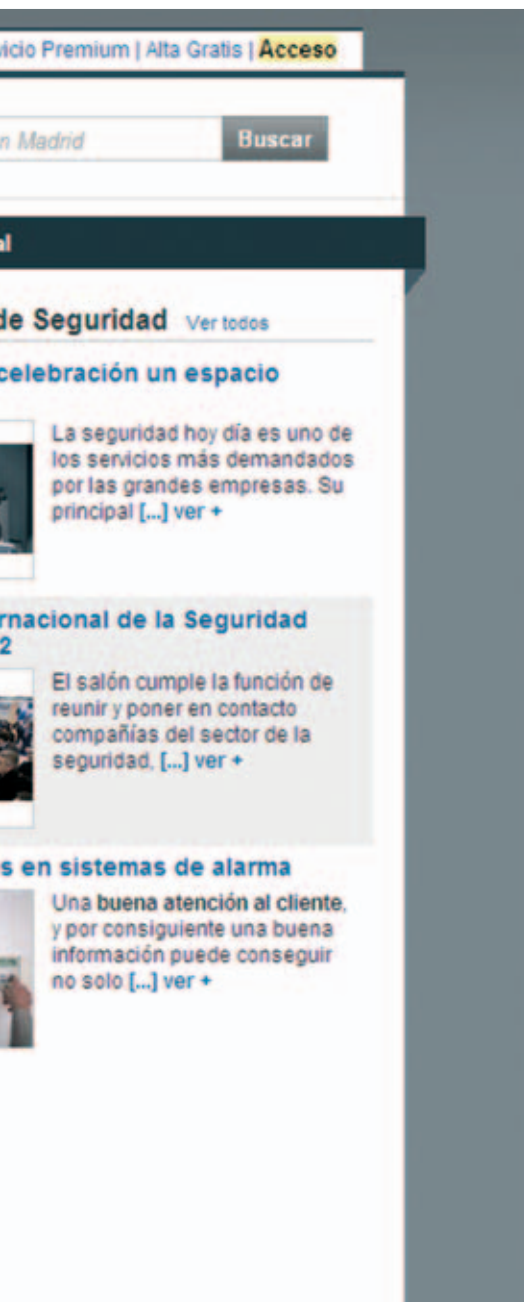 vicio Premium | Alta Gratis | Acceso
n Madrid
Buscar
al
de Seguridad Ver todos
celebración un espacio
La seguridad hoy día es uno de
los servicios más demandados
por las grandes empresas. Su
principal [...] ver +
rnacional de la Seguridad
2
El salón cumple la función de
reunir y poner en contacto
compañías del sector de la
seguridad, [...] ver +
s en sistemas de alarma
Una buena atención al cliente,
y por consiguiente una buena
información puede conseguir
no solo [...] ver +